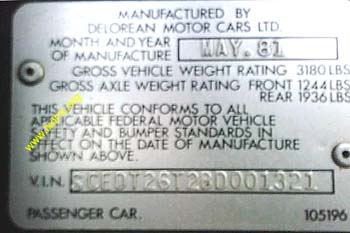 MANUFACTURED BY
DELOREAN MOTOR CARS LTD.
MONTH AND YEAR
OF MANUFACTURE MAY. 81
GROSS VEHICLE WEIGHT RATING 3180 LBS
GROSS AXLE WEIGHT RATING FRONT 1244 LBS
REAR 1936 LBS
THIS VEHICLE CONFORMS TO ALL
APPLICABLE FEDERAL MOTOR VEHICLE
SAFETY AND BUMPER STANDARDS IN
EFFECT ON THE DATE OF MANUFACTURE
SHOWN ABOVE.
V.I.N. SCEDT26T2BD001321
PASSENGER CAR. 105196